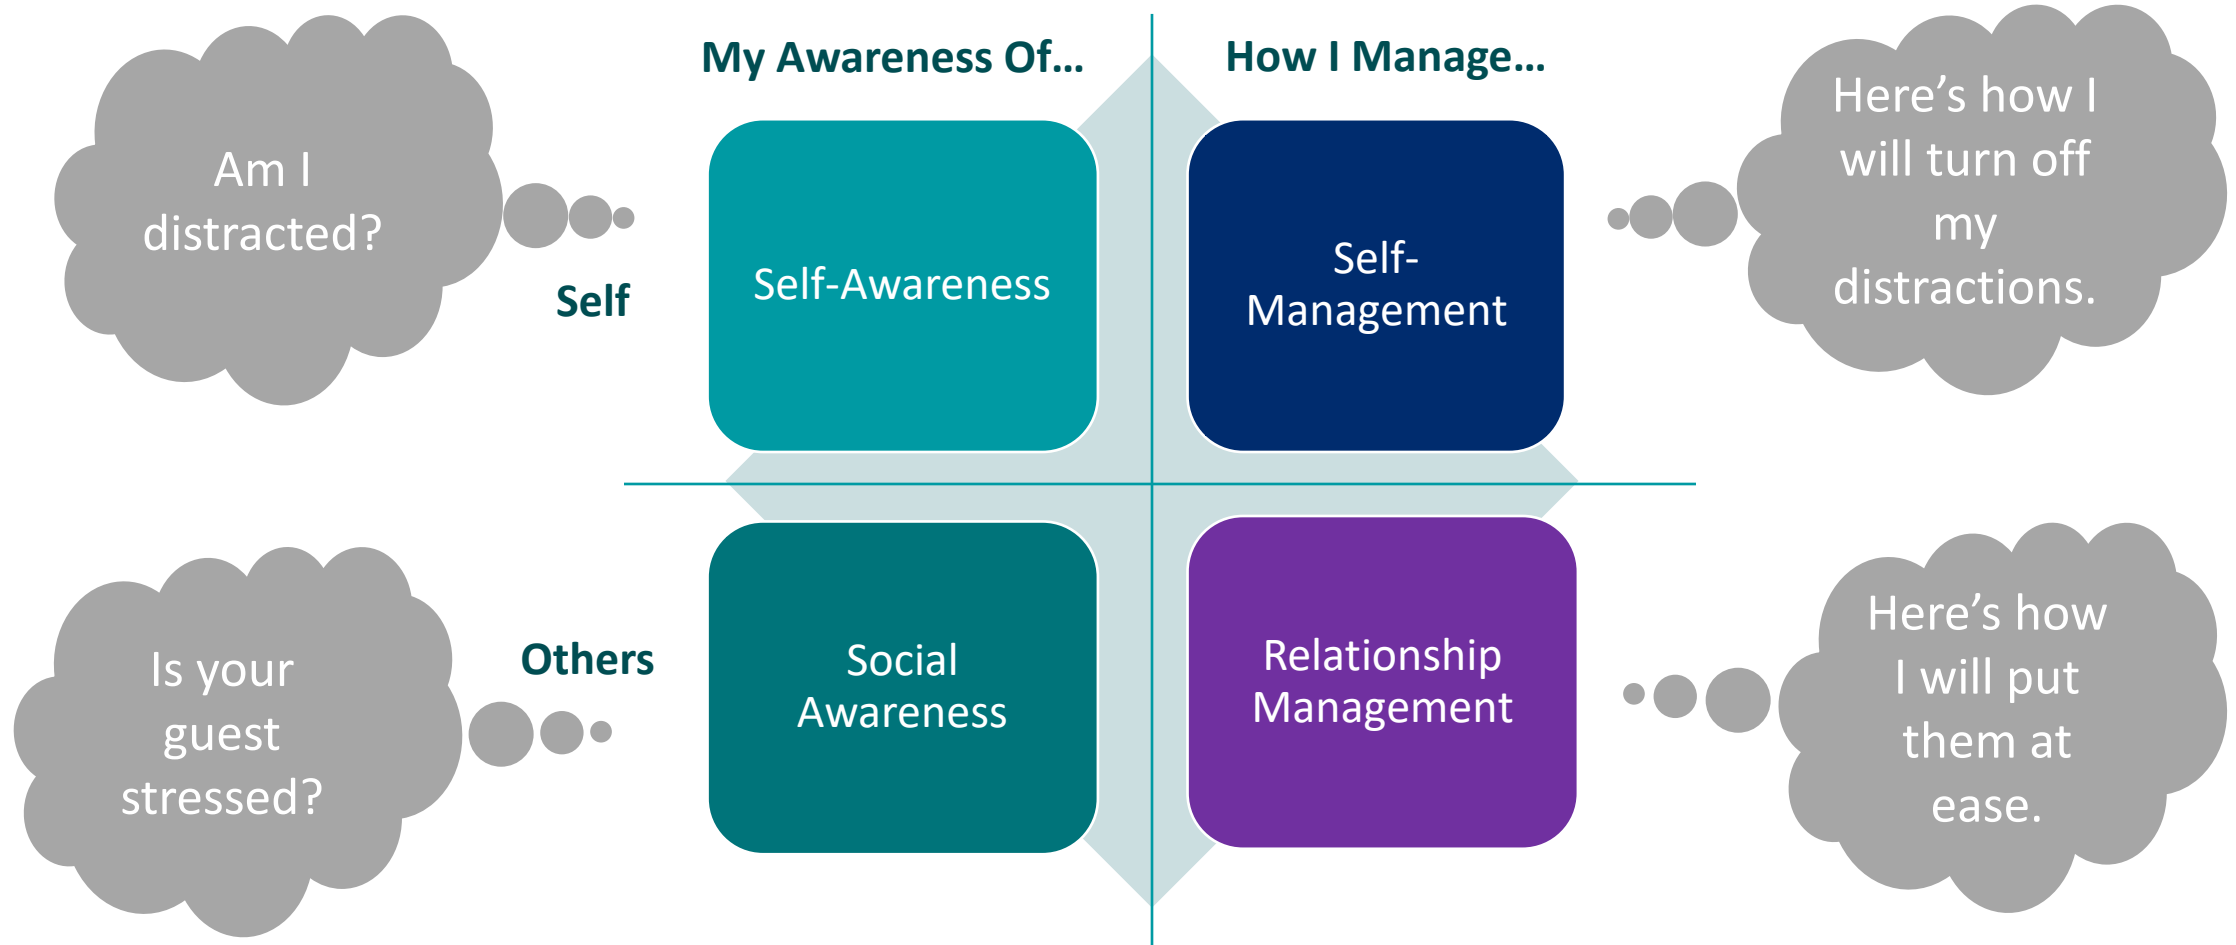 My Awareness Of…
How I Manage…
Am I
distracted?
Self
Self-Awareness
Self-
Management
Here’s how I
will turn off
my
distractions.
Is your
guest
stressed?
Others
Social
Awareness
Relationship
Management
Here’s how
I will put
them at
ease.